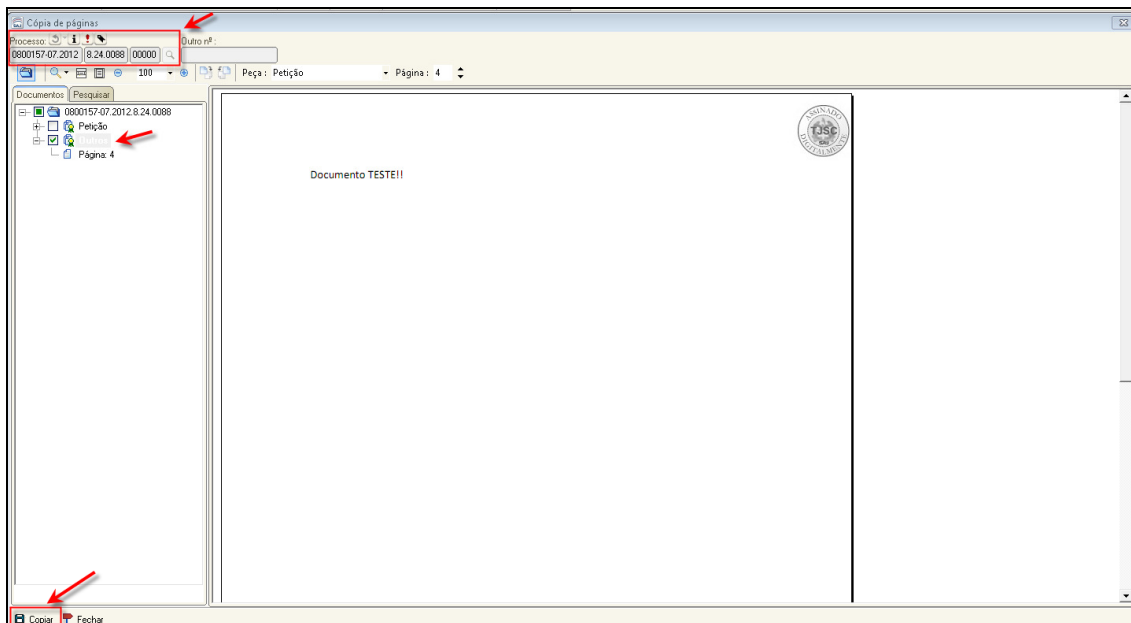 Cópia de páginas
Processo:
Outro nº :
0800157-07.2012 8.24.0088 00000
100 Peça: Petição Página: 4
Documentos Pesquisar
0800157-07.2012.8.24.0088
Petição
Página: 4
ASSINADO
TJSC
DIGITALMENTE
Documento TESTE!!
Copiar Fechar